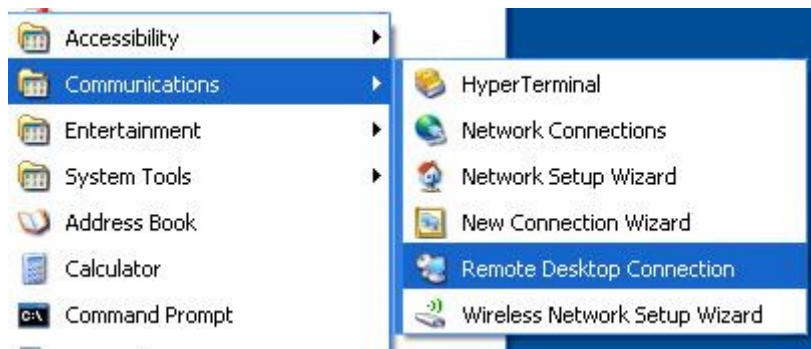 Accessibility
Communications
Entertainment
System Tools
Address Book
Calculator
Command Prompt
HyperTerminal
Network Connections
Network Setup Wizard
New Connection Wizard
Remote Desktop Connection
Wireless Network Setup Wizard